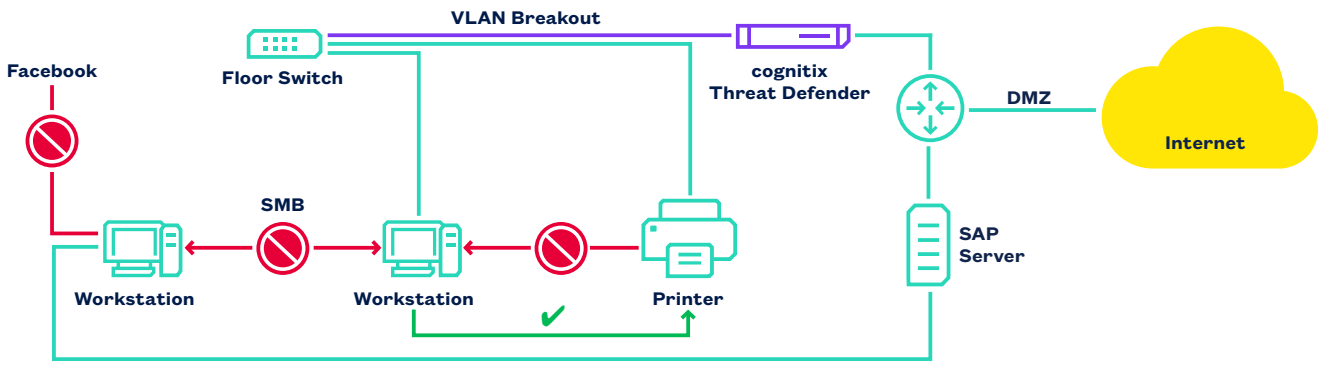 VLAN Breakout
Facebook
Floor Switch
cognitix
Threat Defender
DMZ
Internet
SMB
SAP
Server
Workstation
Workstation
Printer